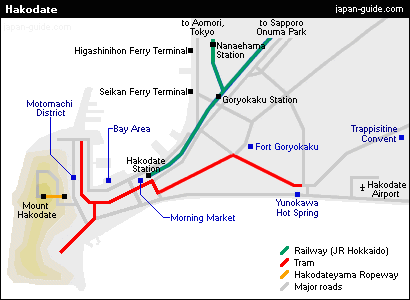 Hakodate
japan-guide.com
to Aomori,
Tokyo
to Sapporo
Onuma Park
Nanaehama
Station
Higashinihon Ferry Terminal
Seikan Ferry Terminal
Goryokaku Station
Motomachi
District
Bay Area
Trappisitine
Convent
Fort Goryokaku
Hakodate
Station
Hakodate
Airport
Mount
Hakodate
Morning Market
Yunokawa
Hot Spring
Railway (JR Hokkaido)
Tram
Hakodateyama Ropeway
Major roads